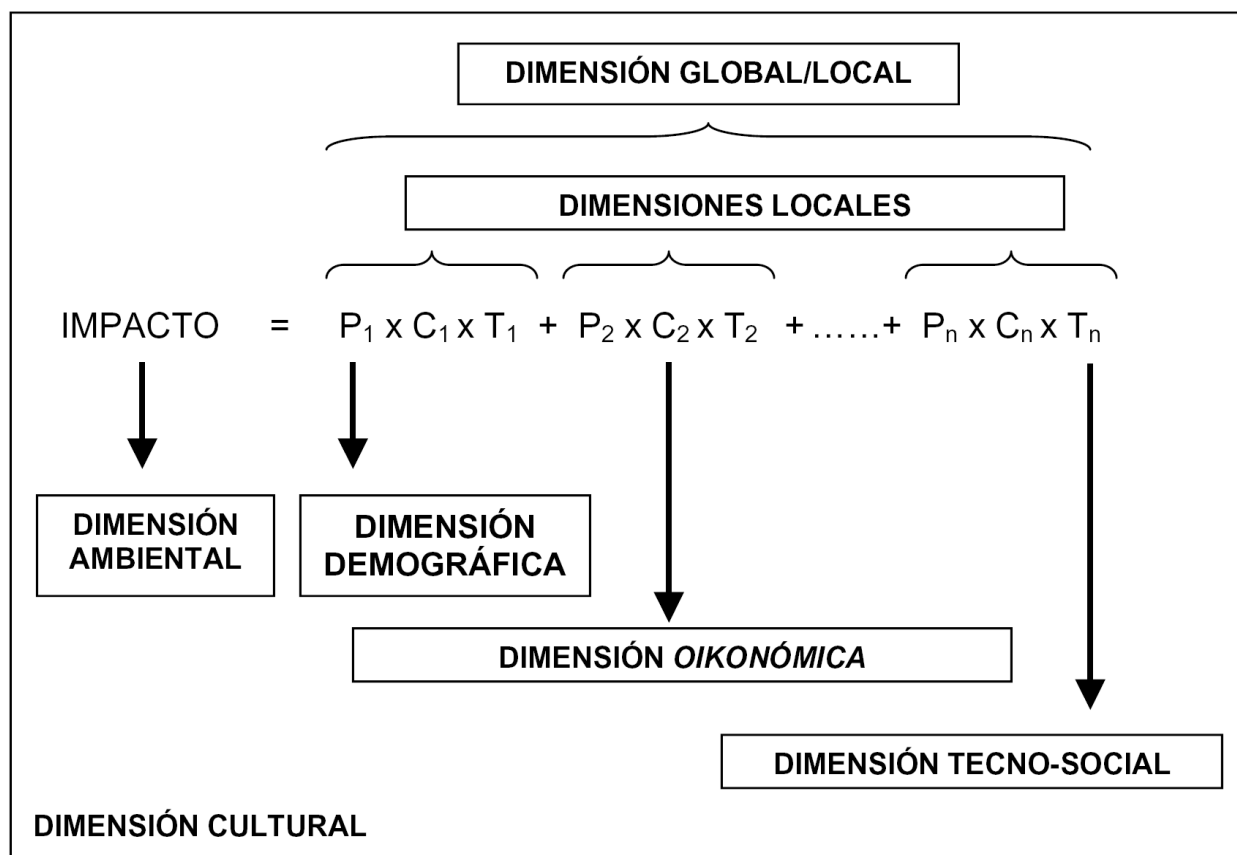 DIMENSIÓN GLOBAL/LOCAL
DIMENSIONES LOCALES
IMPACTO = P₁ x C₁ x T₁ + P₂ x C₂ x T₂ + ……+ Pₙ x Cₙ x Tₙ
DIMENSIÓN
AMBIENTAL
DIMENSIÓN
DEMOGRÁFICA
DIMENSIÓN OIKONÓMICA
DIMENSIÓN TECNO-SOCIAL
DIMENSIÓN CULTURAL